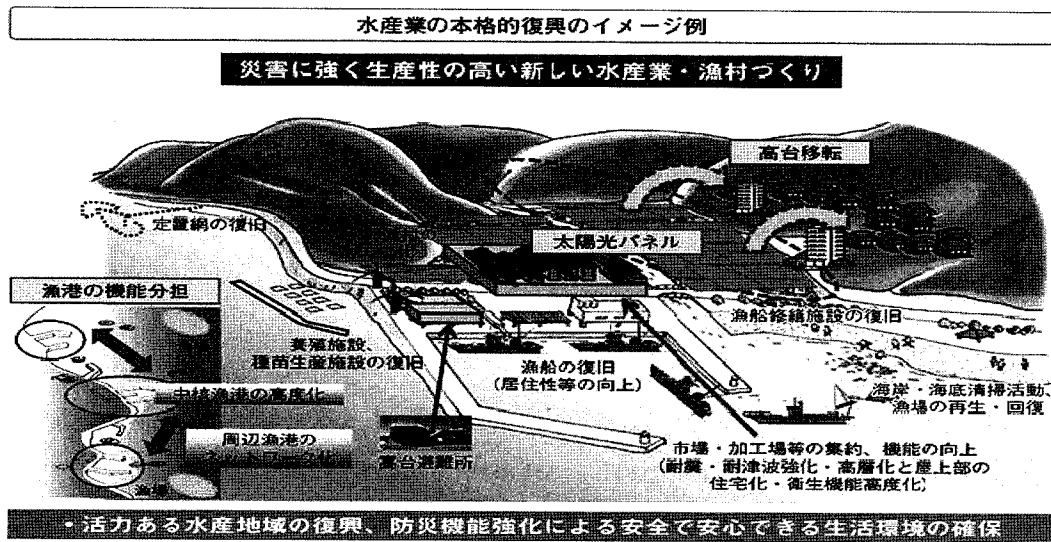 水産業の本格的復興のイメージ例
災害に強く生産性の高い新しい水産業・漁村づくり
高台移転
定置網の復旧
太陽光パネル
漁港の機能分担
漁船修繕施設の復旧
養殖施設、
種苗生産施設の復旧
漁船の復旧
(居住性等の向上)
中核漁港の高度化
海岸・海底清掃活動、
漁場の再生・回復
周辺漁港の
ネットワーク化
高台避難所
市場・加工場等の集約、機能の向上
(耐震・耐津波強化・高層化と屋上部の
住宅化・衛生機能高度化)
漁場
・活力ある水産地域の復興、防災機能強化による安全で安心できる生活環境の確保